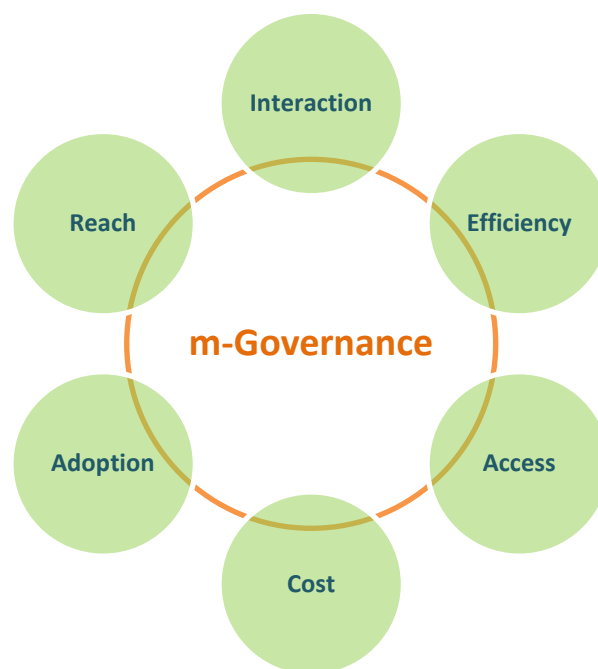 Interaction
Reach
Efficiency
m-Governance
Adoption
Access
Cost